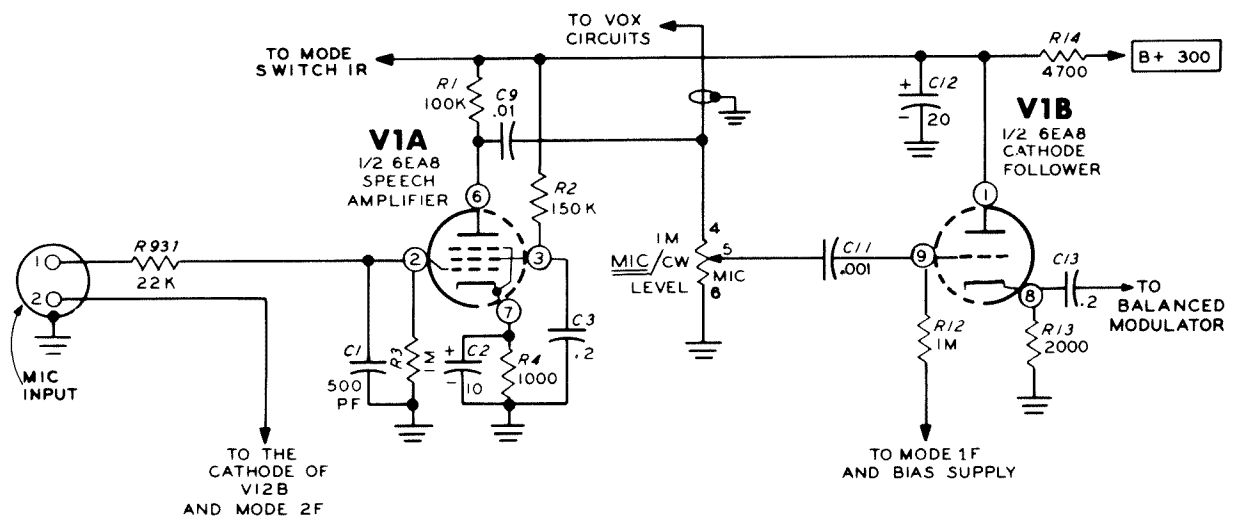 TO VOX
CIRCUITS
TO MODE
SWITCH 1R
R14
4700
B+ 300
R1
100K
C9
.01
+
C12
-
20
V1B
1/2 6EA8
CATHODE
FOLLOWER
V1A
1/2 6EA8
SPEECH
AMPLIFIER
6
R2
150K
1
4
1M
5
MIC/CW
MIC
LEVEL
6
R931
22K
1
2
2
3
7
C11
.001
9
8
C13
.2
TO
BALANCED
MODULATOR
MIC
INPUT
C1
500
PF
R3
1M
+
C2
-
10
R4
1000
C3
.2
R12
1M
R13
2000
TO THE
CATHODE OF
V12B
AND MODE 2F
TO MODE 1F
AND BIAS SUPPLY